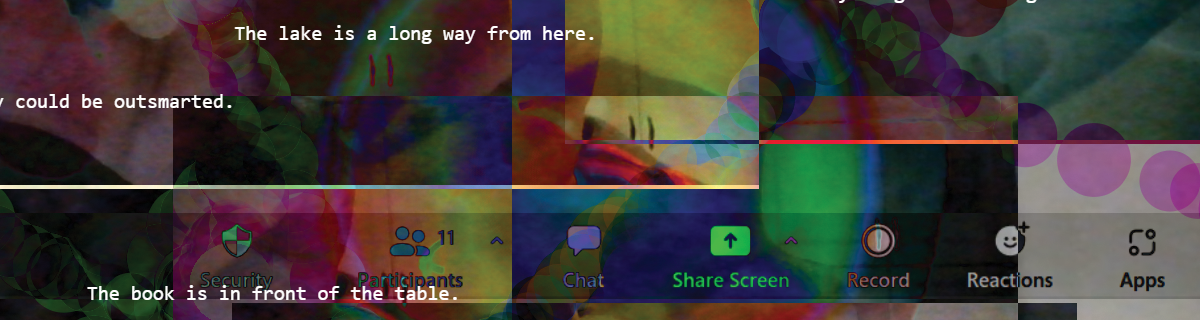 The lake is a long way from here.
could be outsmarted.
11
Security
Participants
Chat
Share Screen
Record
Reactions
Apps
The book is in front of the table.